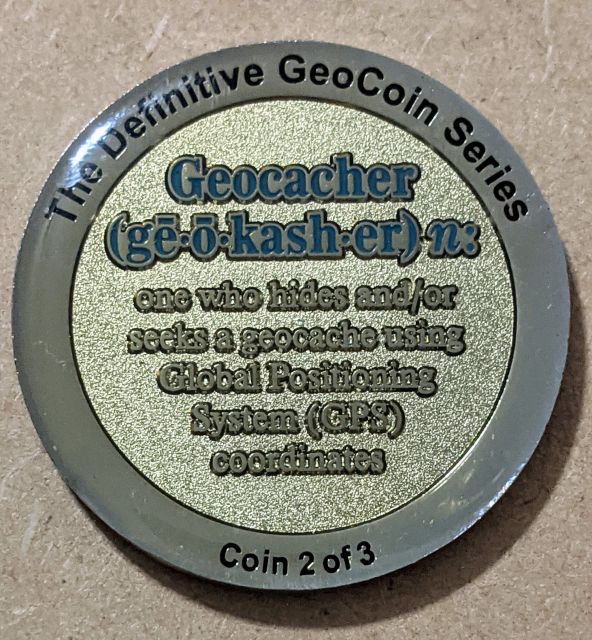 The Definitive GeoCoin Series
Geocacher
(gē·ō·kash·er) n:
one who hides and/or
seeks a geocache using
Global Positioning
System (GPS)
coordinates
Coin 2 of 3